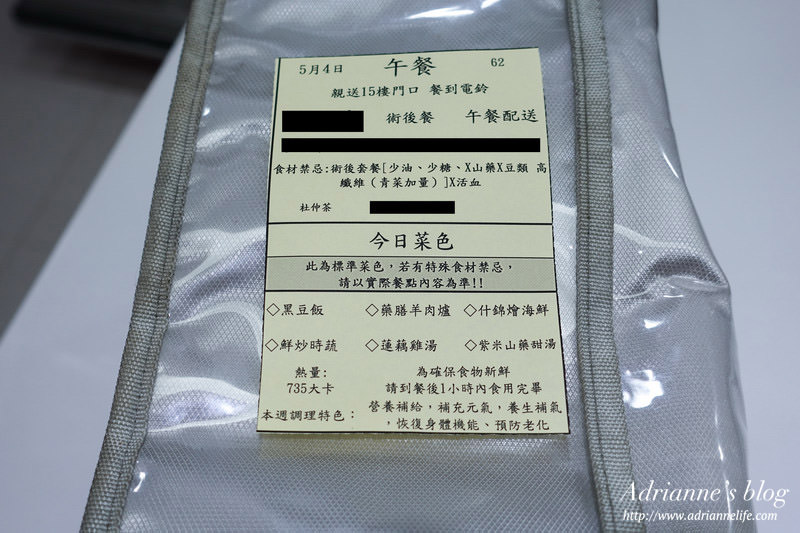 5月4日 午餐 62
親送15樓門口 餐到電鈴
術後餐 午餐配送
食材禁忌:術後套餐[少油、少糖、X山藥X豆類 高
纖維（青菜加量）]X活血
杜仲茶
今日菜色
此為標準菜色，若有特殊食材禁忌，
請以實際餐點內容為準!!
◇黑豆飯 ◇藥膳羊肉爐 ◇什錦燴海鮮
◇鮮炒時蔬 ◇蓮藕雞湯 ◇紫米山藥甜湯
熱量: 為確保食物新鮮
735大卡 請到餐後1小時內食用完畢
本週調理特色； 營養補給，補充元氣，養生補氣
，恢復身體機能、預防老化
Adrianne's blog
http://www.adriannelife.com